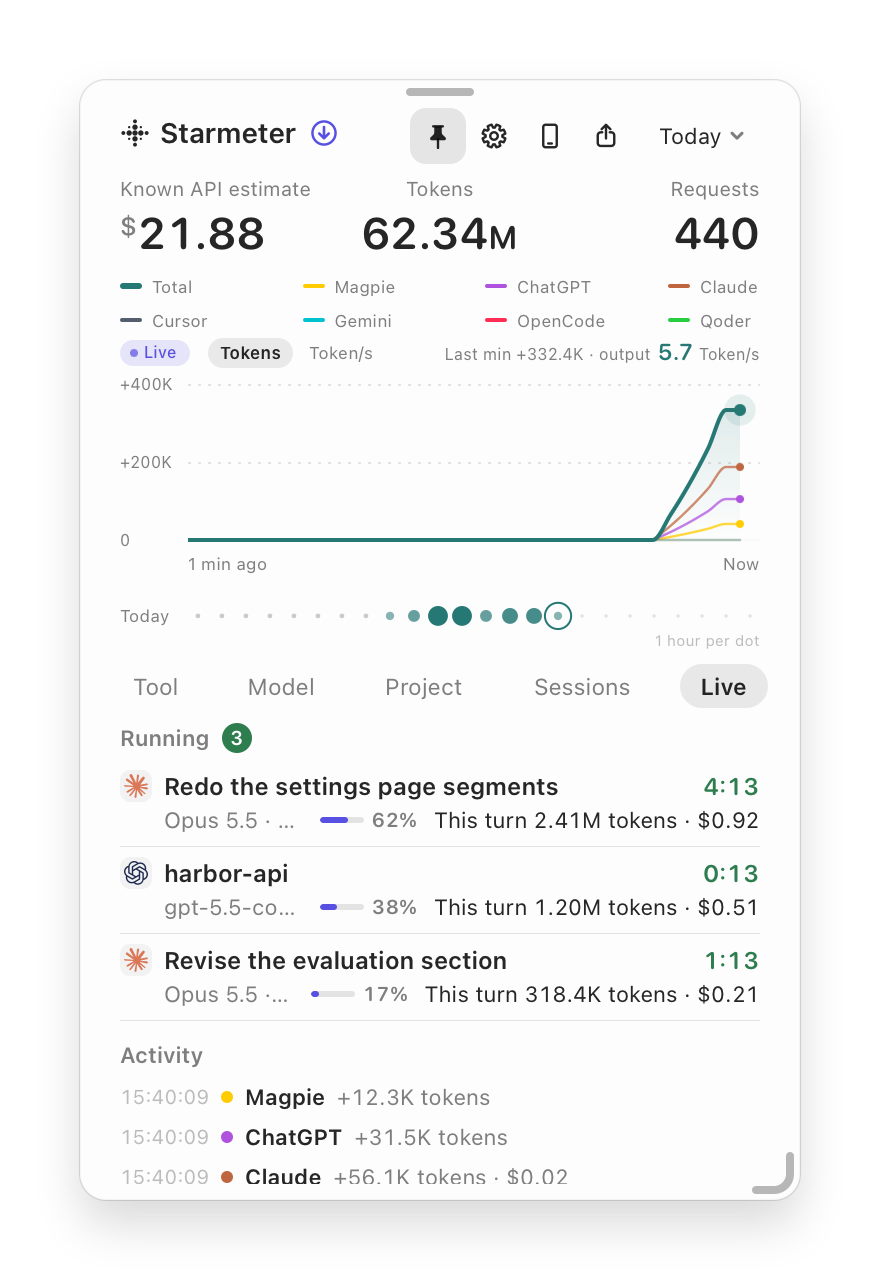 Starmeter Today
Known API estimate Tokens Requests
$21.88 62.34M 440
Total Magpie ChatGPT Claude
Cursor Gemini OpenCode Qoder
Live Tokens Token/s Last min +332.4K · output 5.7 Token/s
+400K
+200K
0
1 min ago Now
Today
1 hour per dot
Tool Model Project Sessions Live
Running 3
Redo the settings page segments 4:13
Opus 5.5 · ... 62% This turn 2.41M tokens · $0.92
harbor-api 0:13
gpt-5.5-co... 38% This turn 1.20M tokens · $0.51
Revise the evaluation section 1:13
Opus 5.5 ·... 17% This turn 318.4K tokens · $0.21
Activity
15:40:09 Magpie +12.3K tokens
15:40:09 ChatGPT +31.5K tokens
15:40:09 Claude +56.1K tokens · $0.02